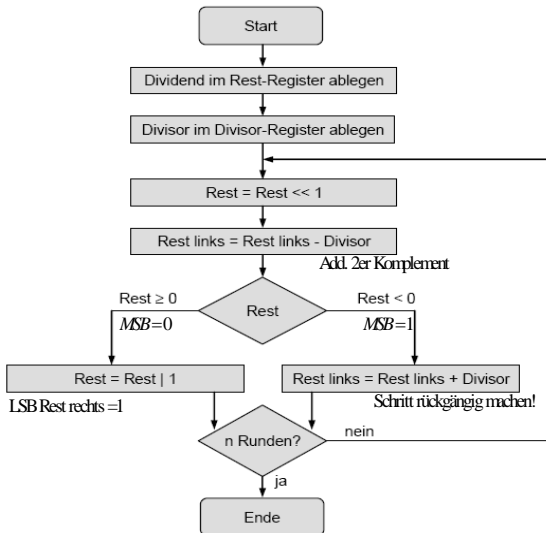 Start
Dividend im Rest-Register ablegen
Divisor im Divisor-Register ablegen
Rest = Rest << 1
Rest links = Rest links - Divisor
Add. 2er Komplement
Rest ≥ 0
Rest
Rest < 0
MSB=0
MSB=1
Rest = Rest | 1
Rest links = Rest links + Divisor
LSB Rest rechts =1
Schritt rückgängig machen!
n Runden?
nein
ja
Ende